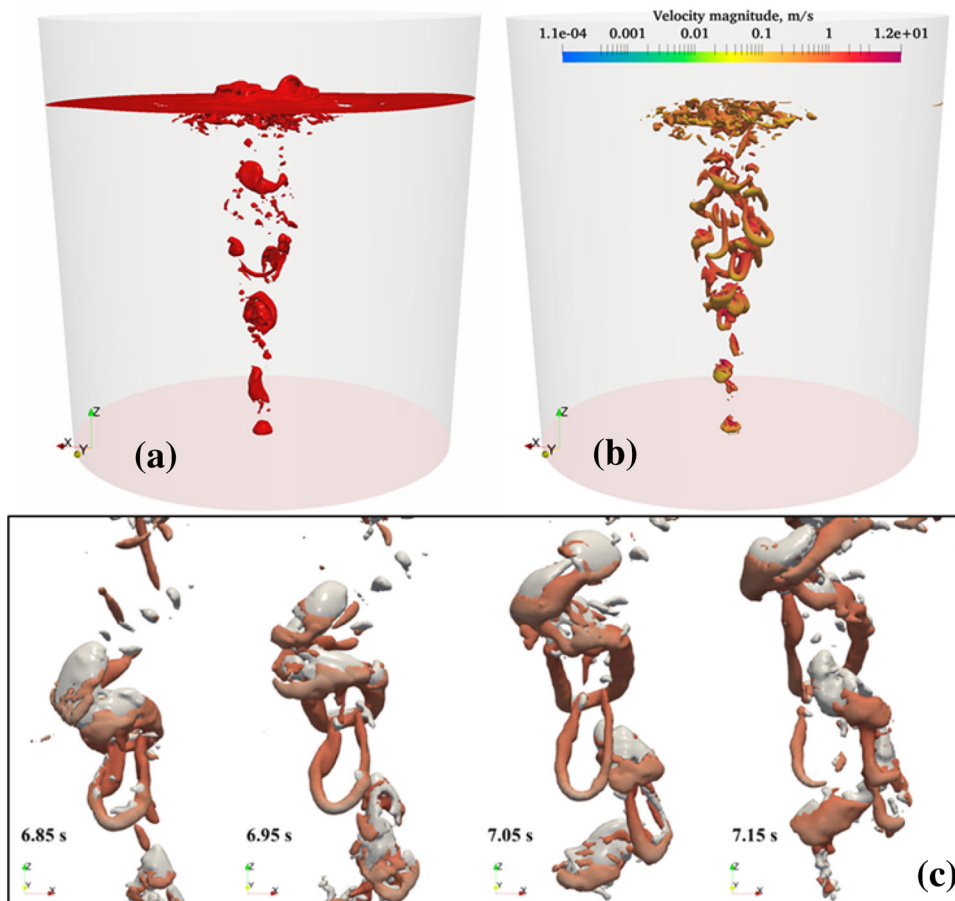 Velocity magnitude, m/s
1.1e-04 0.001 0.01 0.1 1 1.2e+01
Z
X
Y
(a)
Z
X
Y
(b)
6.85 s
6.95 s
7.05 s
7.15 s
Z
Y
X
Z
Y
X
Z
Y
X
Z
Y
X
(c)